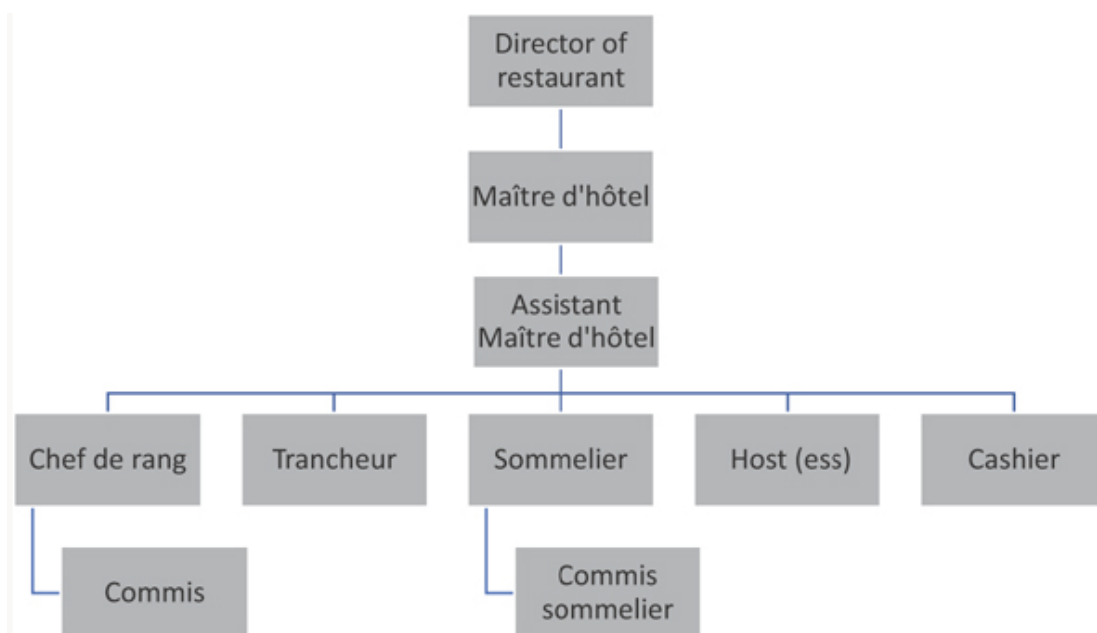 Director of
restaurant
Maître d'hôtel
Assistant
Maître d'hôtel
Chef de rang
Trancheur
Sommelier
Host (ess)
Cashier
Commis
Commis
sommelier